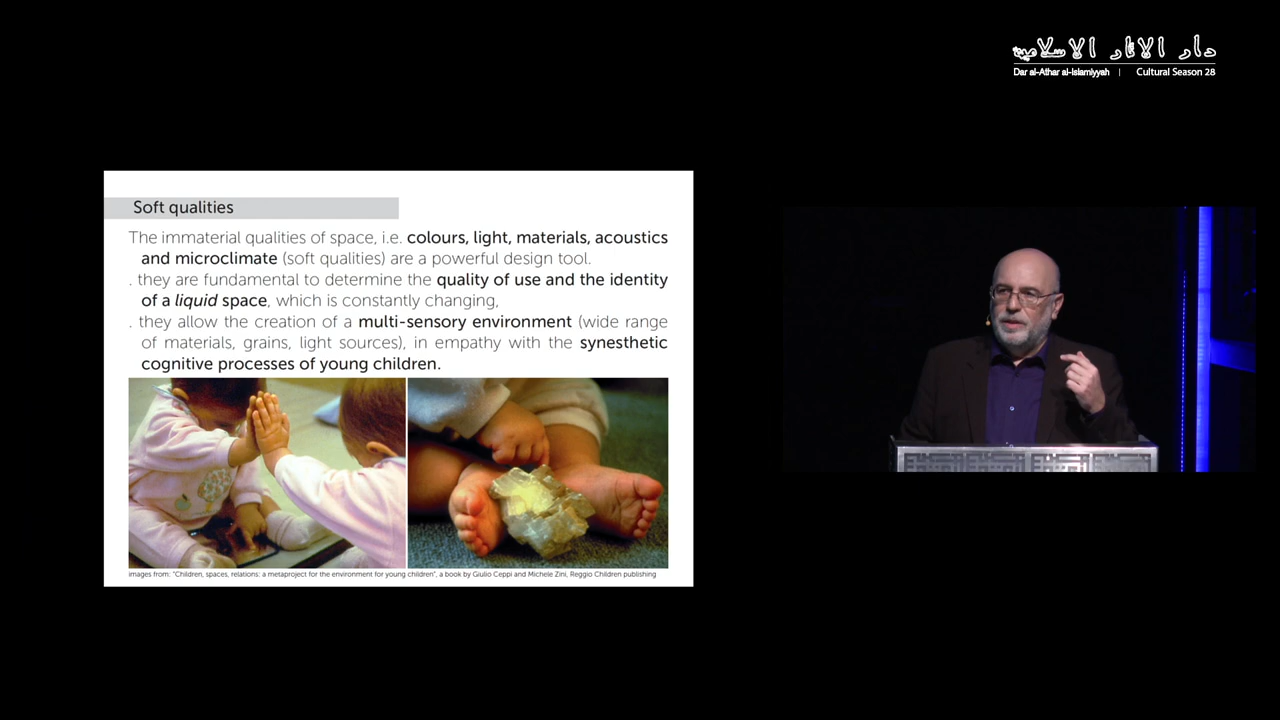 دار الآثار الإسلامية
Dar al-Athar al-Islamiyyah | Cultural Season 28
Soft qualities
The immaterial qualities of space, i.e. colours, light, materials, acoustics
and microclimate (soft qualities) are a powerful design tool.
. they are fundamental to determine the quality of use and the identity
of a liquid space, which is constantly changing,
. they allow the creation of a multi-sensory environment (wide range
of materials, grains, light sources), in empathy with the synesthetic
cognitive processes of young children.
images from: "Children, spaces, relations: a metaproject for the environment for young children", a book by Giulio Ceppi and Michele Zini, Reggio Children publishing